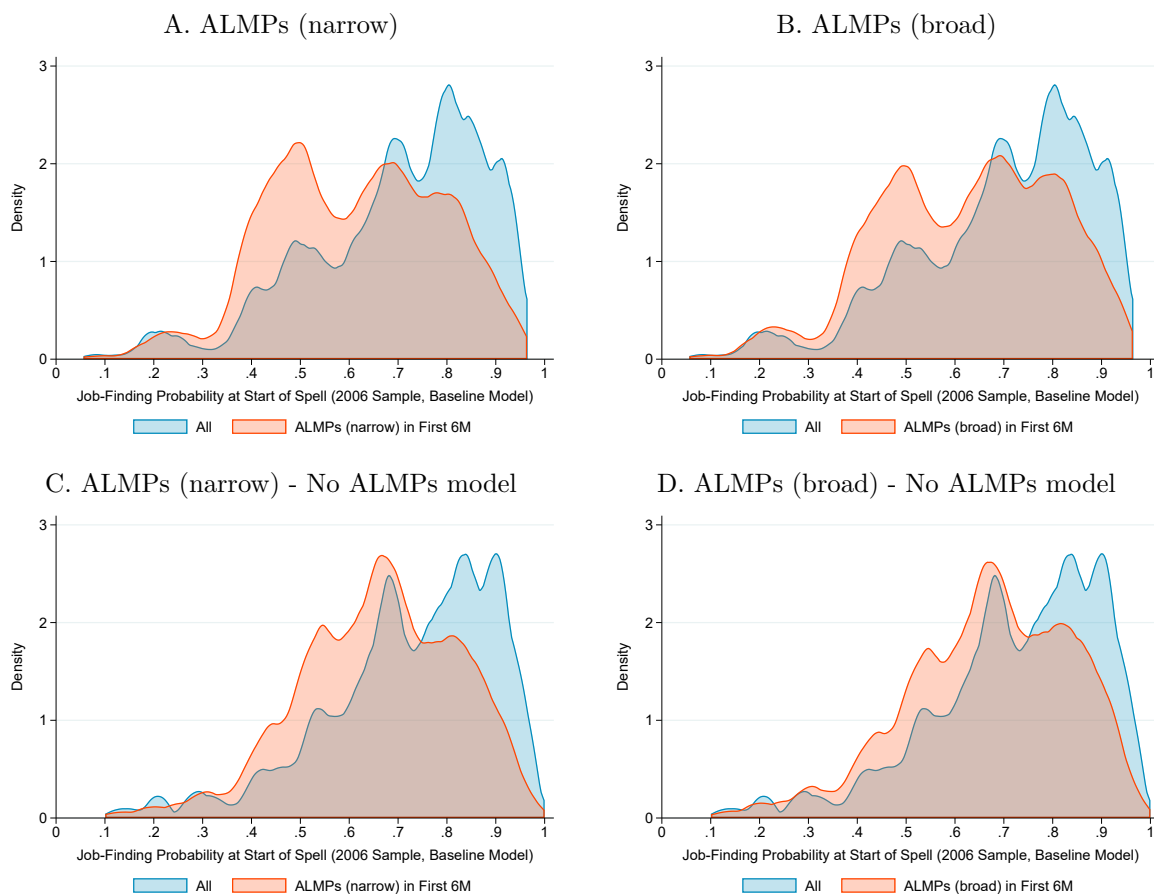 A. ALMPs (narrow)
3
2
1
0
Density
0 .1 .2 .3 .4 .5 .6 .7 .8 .9 1
Job-Finding Probability at Start of Spell (2006 Sample, Baseline Model)
All ALMPs (narrow) in First 6M
B. ALMPs (broad)
3
2
1
0
Density
0 .1 .2 .3 .4 .5 .6 .7 .8 .9 1
Job-Finding Probability at Start of Spell (2006 Sample, Baseline Model)
All ALMPs (broad) in First 6M
C. ALMPs (narrow) - No ALMPs model
3
2
1
0
Density
0 .1 .2 .3 .4 .5 .6 .7 .8 .9 1
Job-Finding Probability at Start of Spell (2006 Sample, Baseline Model)
All ALMPs (narrow) in First 6M
D. ALMPs (broad) - No ALMPs model
3
2
1
0
Density
0 .1 .2 .3 .4 .5 .6 .7 .8 .9 1
Job-Finding Probability at Start of Spell (2006 Sample, Baseline Model)
All ALMPs (broad) in First 6M